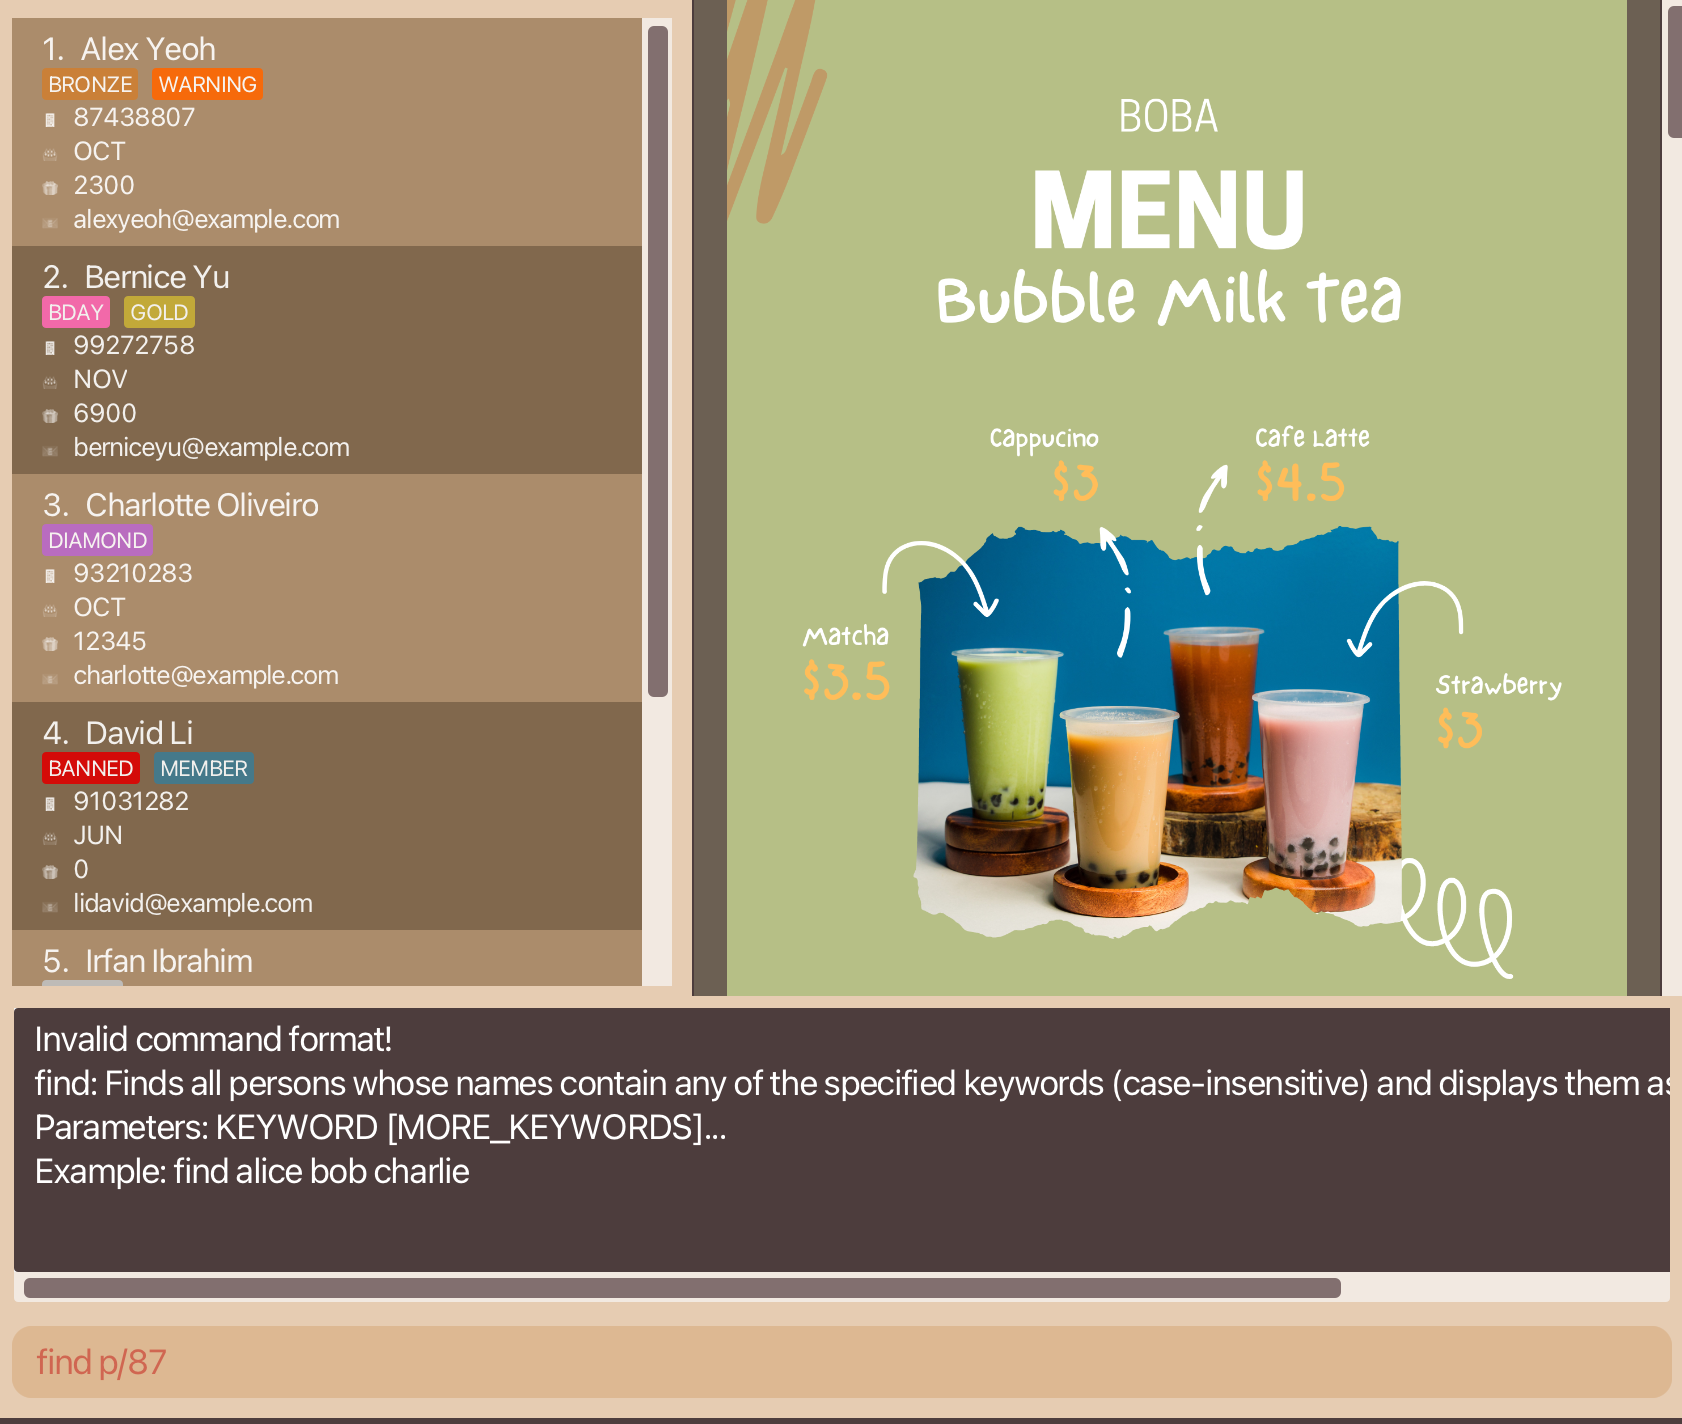 1. Alex Yeoh
BRONZE WARNING
87438807
OCT
2300
alexyeoh@example.com
2. Bernice Yu
BDAY GOLD
99272758
NOV
6900
berniceyu@example.com
3. Charlotte Oliveiro
DIAMOND
93210283
OCT
12345
charlotte@example.com
4. David Li
BANNED MEMBER
91031282
JUN
0
lidavid@example.com
5. Irfan Ibrahim
BOBA
MENU
Bubble Milk Tea
Cappucino
$3
Cafe Latte
$4.5
Matcha
$3.5
Strawberry
$3
Invalid command format!
find: Finds all persons whose names contain any of the specified keywords (case-insensitive) and displays them as
Parameters: KEYWORD [MORE_KEYWORDS]...
Example: find alice bob charlie
find p/87